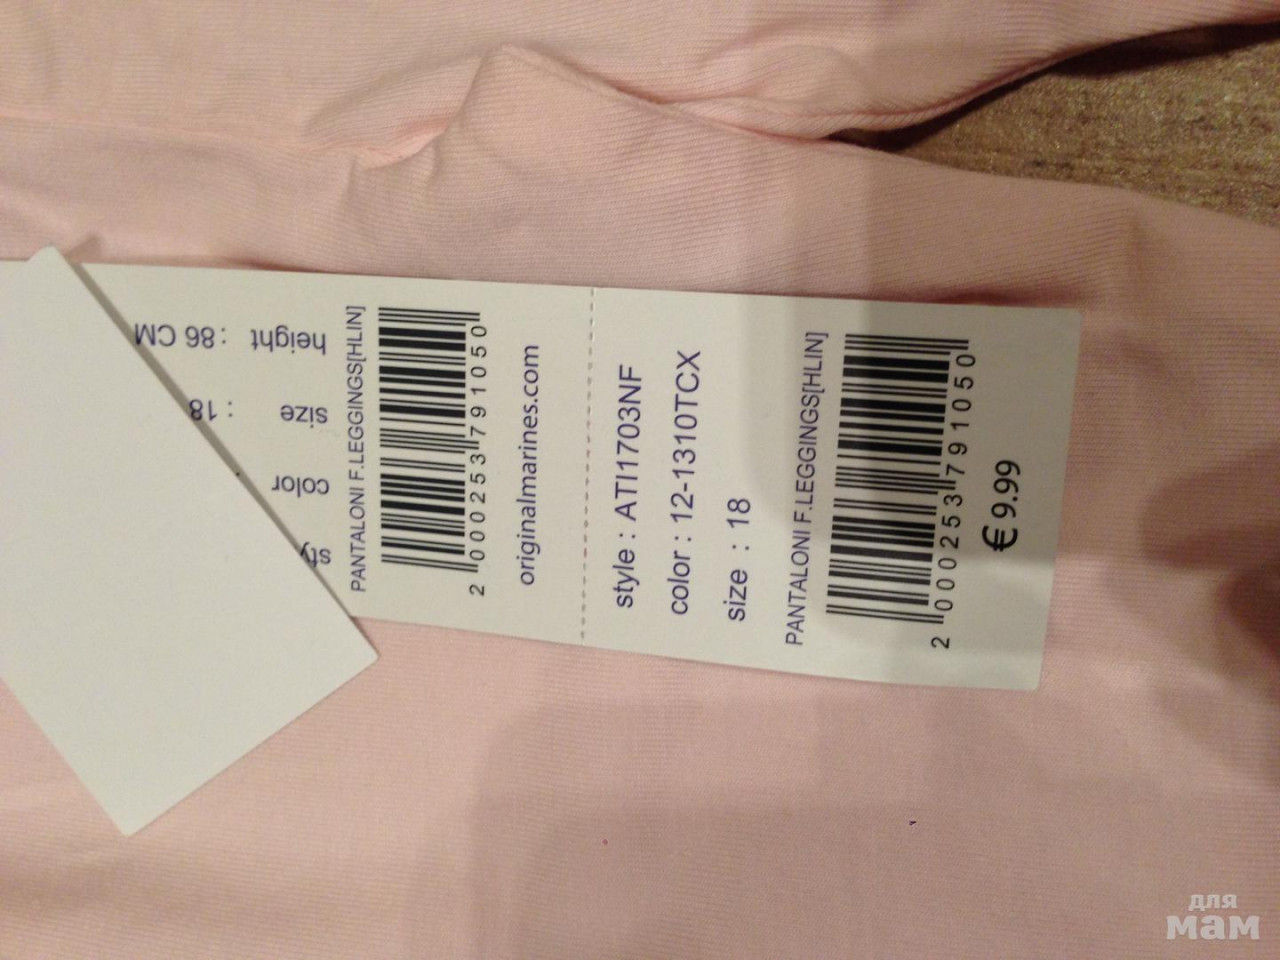 height : 86 CM
size : 18
color
sty
PANTALONI F.LEGGINGS[HLIN]
2 000253 791050
originalmarines.com
style : ATI1703NF
color : 12-1310TCX
size : 18
PANTALONI F.LEGGINGS[HLIN]
2 000253 791050
€ 9.99
для
мам